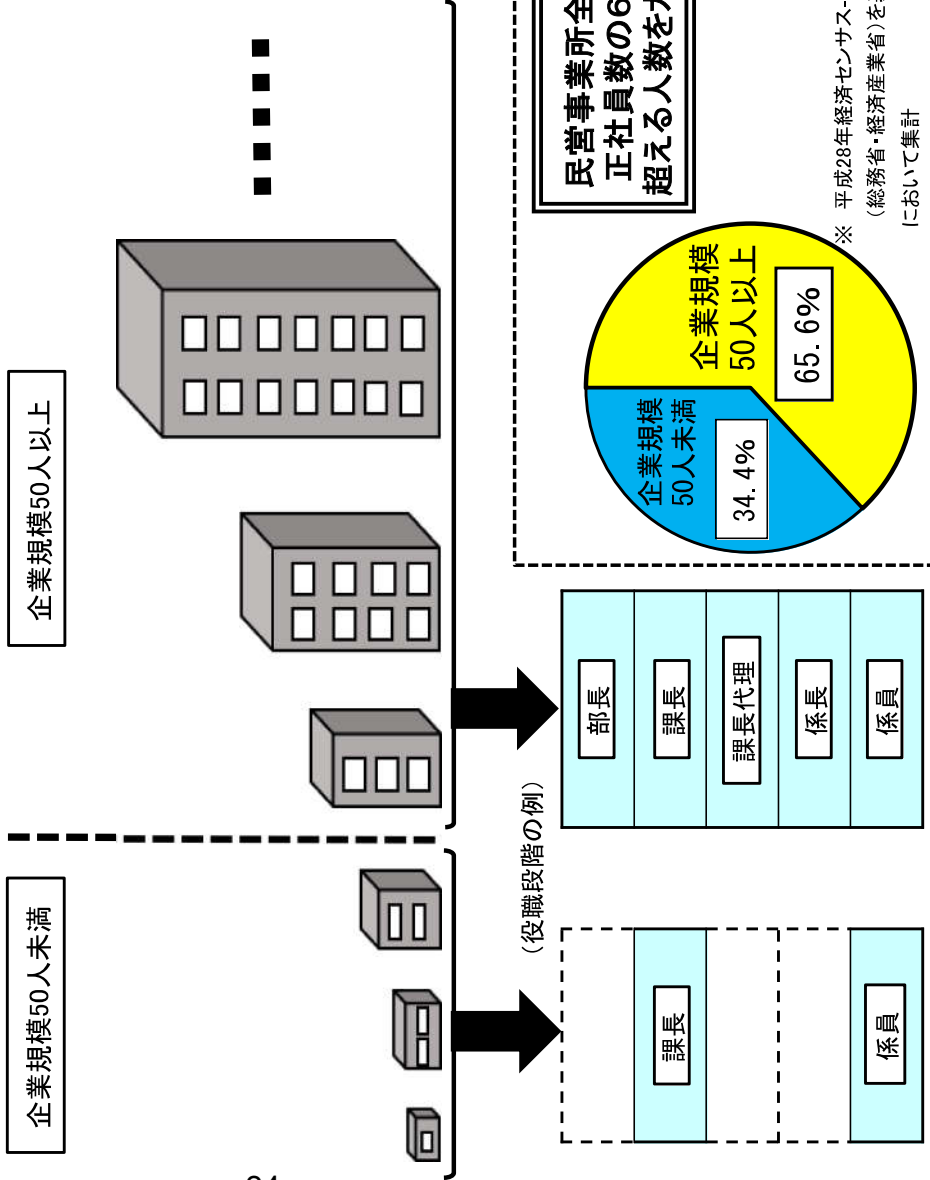 企業規模50人未満
企業規模50人以上
(役職段階の例)
課長
係員
部長
課長
課長代理
係長
係員
企業規模
50人未満
34.4%
企業規模
50人以上
65.6%
民営事業所全
正社員数の6
超える人数を
※ 平成28年経済センサス-
(総務省・経済産業省)を
において集計